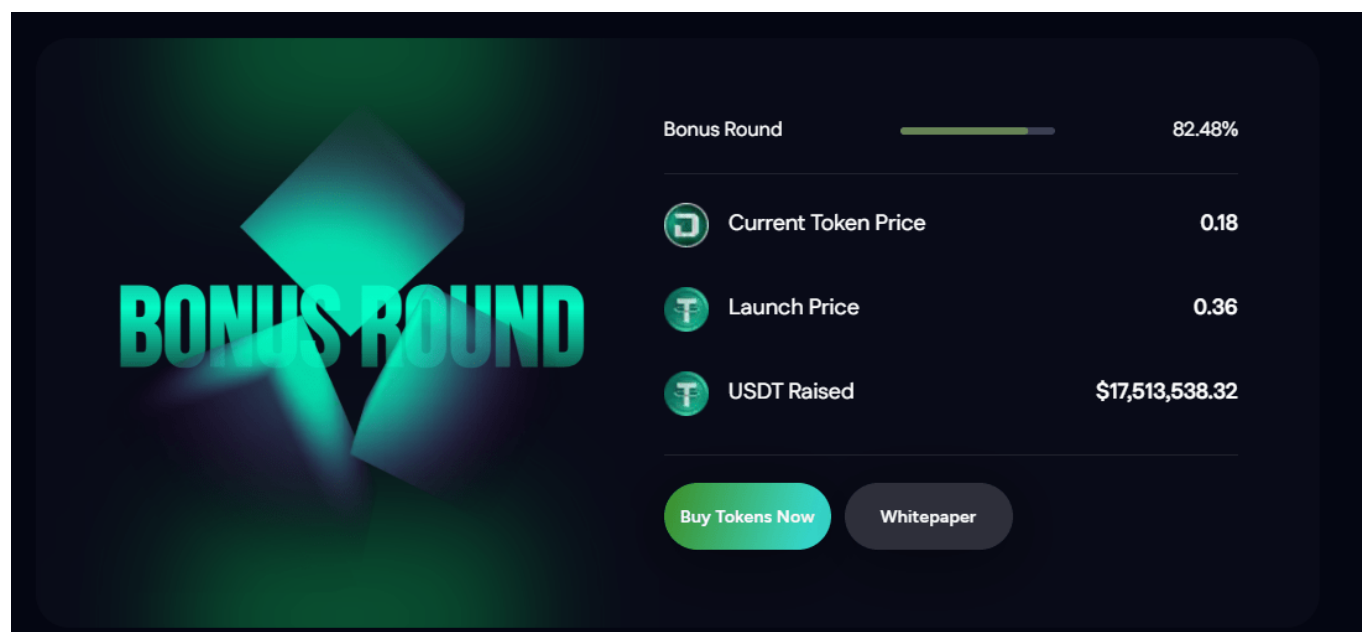 BONUS ROUND
Bonus Round 82.48%
Current Token Price 0.18
Launch Price 0.36
USDT Raised $17,513,538.32
Buy Tokens Now Whitepaper